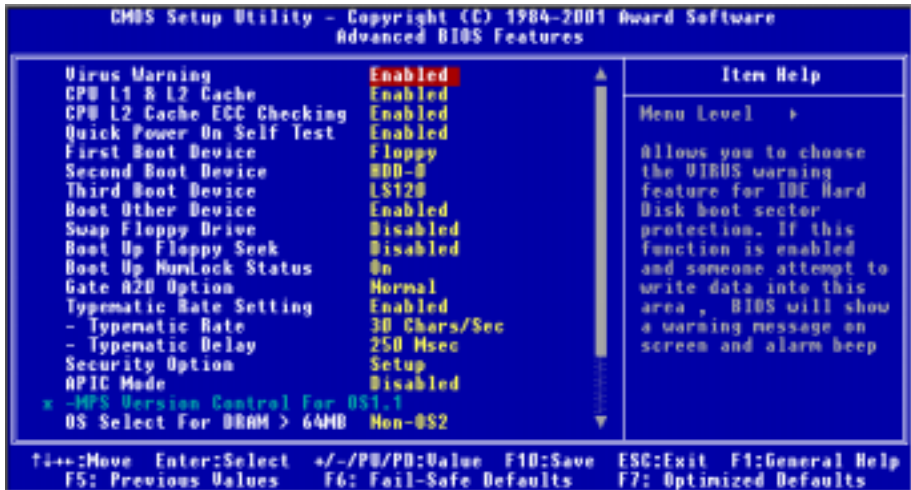 CMOS Setup Utility - Copyright (C) 1984-2001 Award Software
Advanced BIOS Features
Virus Warning Enabled
CPU L1 & L2 Cache Enabled
CPU L2 Cache ECC Checking Enabled
Quick Power On Self Test Enabled
First Boot Device Floppy
Second Boot Device HDD-0
Third Boot Device LS120
Boot Other Device Enabled
Swap Floppy Drive Disabled
Boot Up Floppy Seek Disabled
Boot Up NumLock Status On
Gate A20 Option Normal
Typematic Rate Setting Enabled
- Typematic Rate 30 Chars/Sec
- Typematic Delay 250 Msec
Security Option Setup
APIC Mode Disabled
x -MPS Version Control For OS1.1
OS Select For DRAM > 64MB Non-OS2
Item Help
Menu Level ▸
Allows you to choose
the VIRUS warning
feature for IDE Hard
Disk boot sector
protection. If this
function is enabled
and someone attempt to
write data into this
area , BIOS will show
a warning message on
screen and alarm beep
↑↓→←:Move Enter:Select +/-/PU/PD:Value F10:Save ESC:Exit F1:General Help
F5: Previous Values F6: Fail-Safe Defaults F7: Optimized Defaults